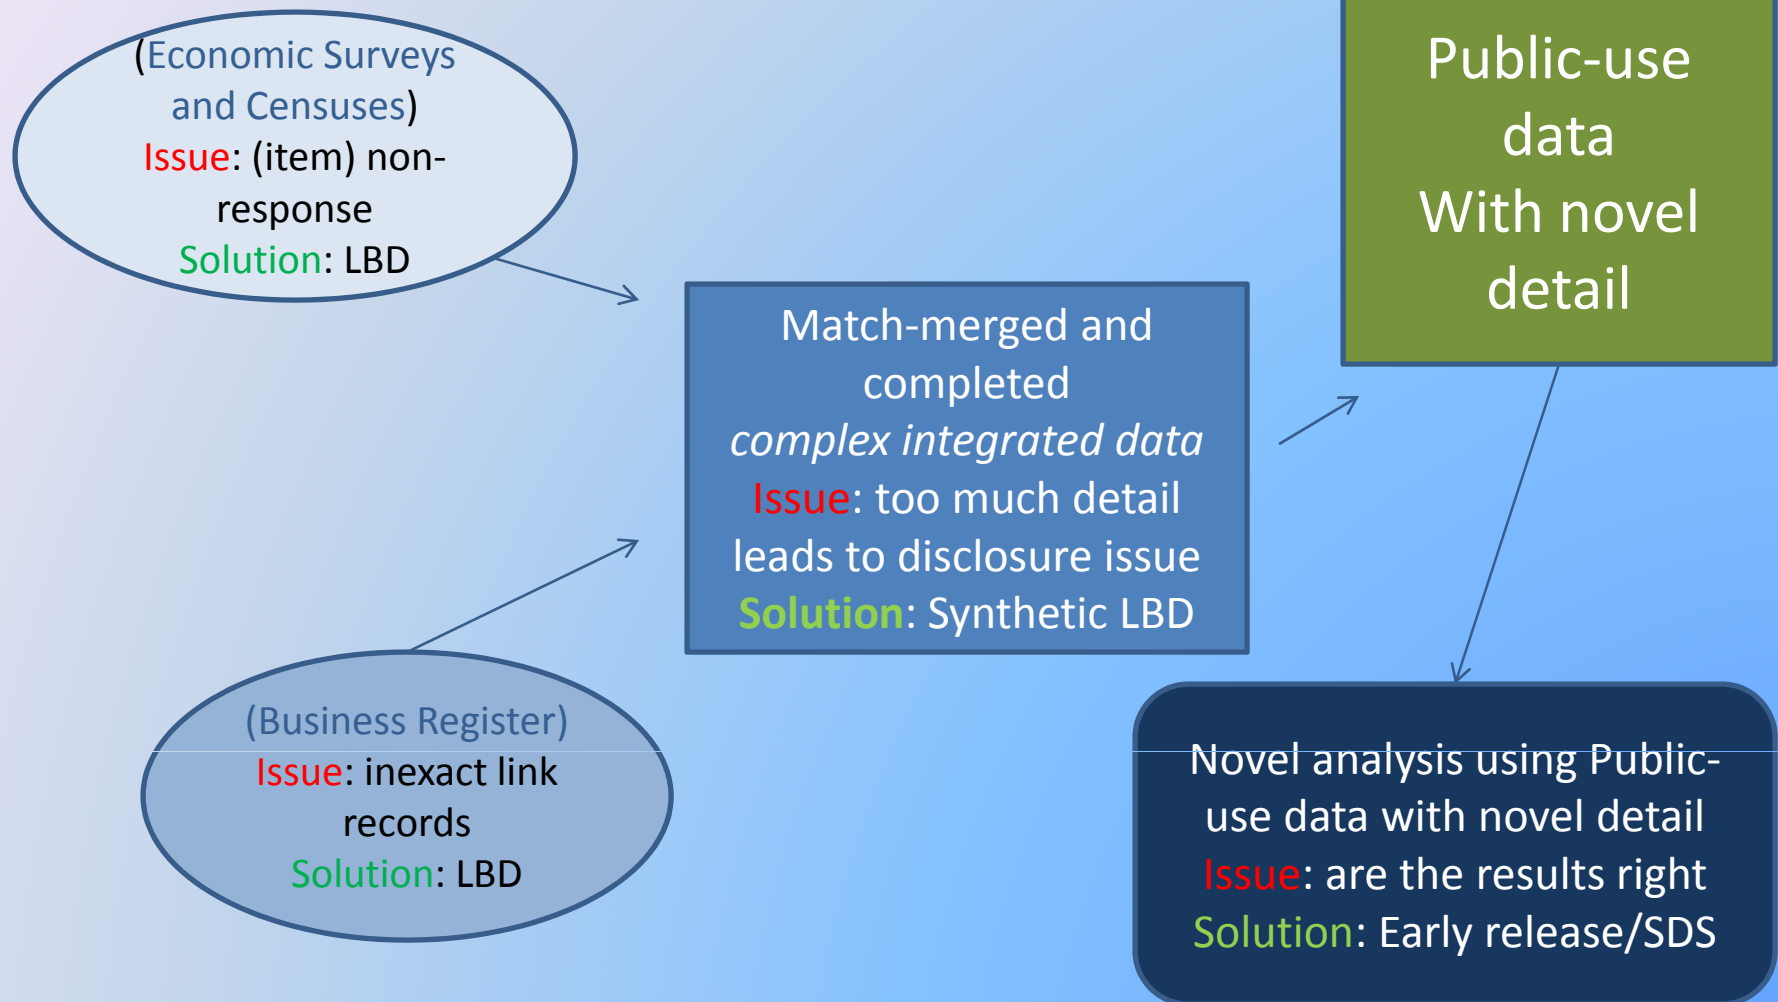 (Economic Surveys
and Censuses)
Issue: (item) non-
response
Solution: LBD
Public-use
data
With novel
detail
Match-merged and
completed
complex integrated data
Issue: too much detail
leads to disclosure issue
Solution: Synthetic LBD
(Business Register)
Issue: inexact link
records
Solution: LBD
Novel analysis using Public-
use data with novel detail
Issue: are the results right
Solution: Early release/SDS